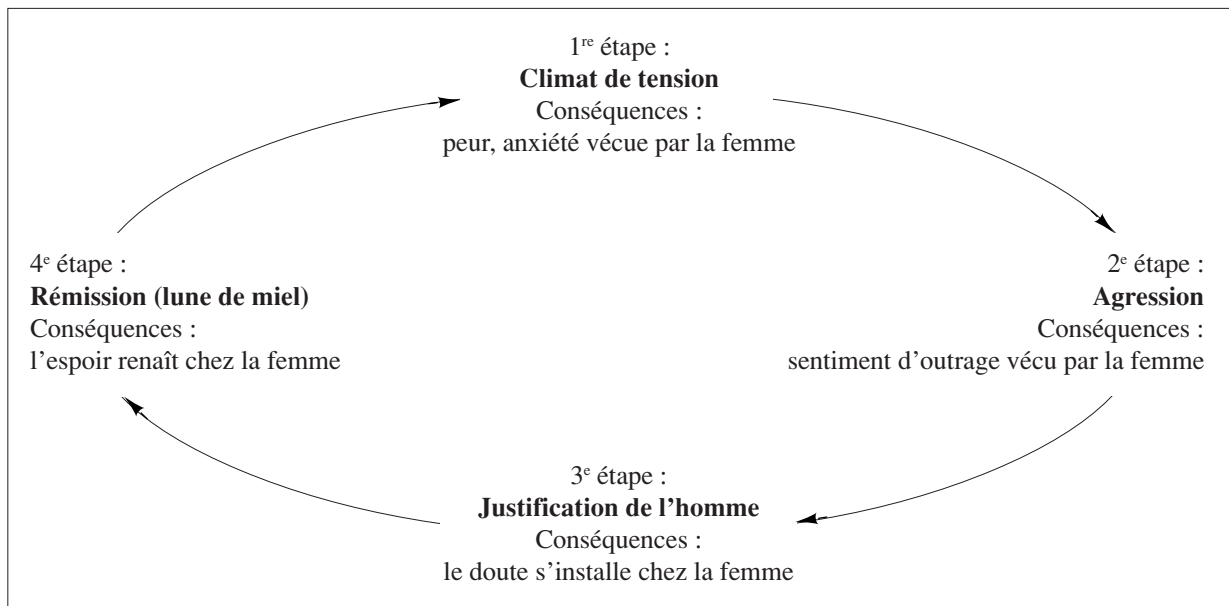 1re étape :
Climat de tension
Conséquences :
peur, anxiété vécue par la femme
2e étape :
Agression
Conséquences :
sentiment d’outrage vécu par la femme
3e étape :
Justification de l’homme
Conséquences :
le doute s’installe chez la femme
4e étape :
Rémission (lune de miel)
Conséquences :
l’espoir renaît chez la femme